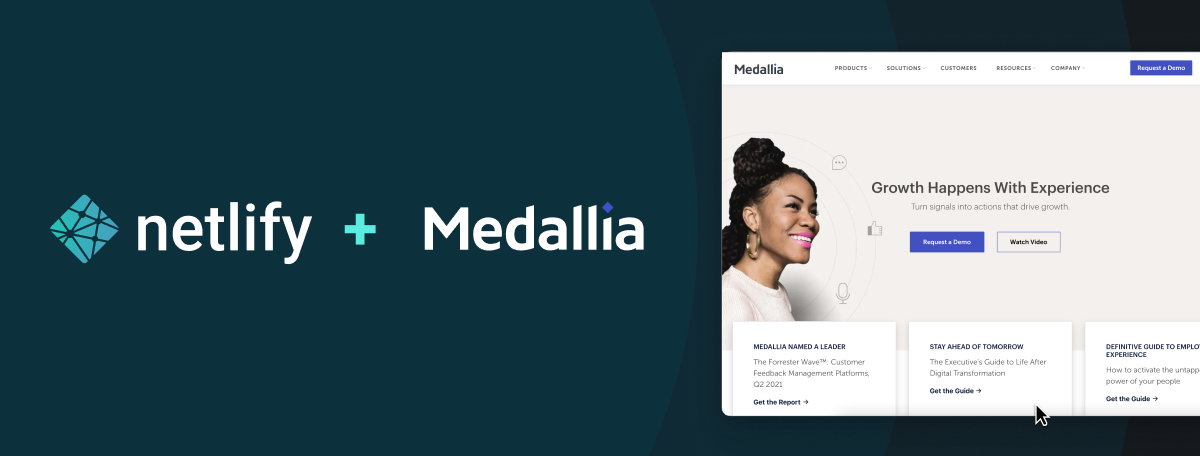 netlify + Medallia
Medallia
PRODUCTS
SOLUTIONS
CUSTOMERS
RESOURCES
COMPANY
Request a Demo
Growth Happens With Experience
Turn signals into actions that drive growth.
Request a Demo
Watch Video
MEDALLIA NAMED A LEADER
The Forrester Wave™: Customer
Feedback Management Platforms,
Q2 2021
Get the Report →
STAY AHEAD OF TOMORROW
The Executive's Guide to Life After
Digital Transformation
Get the Guide →
DEFINITIVE GUIDE TO EMPLO
EXPERIENCE
How to activate the untapp
power of your people
Get the Guide →